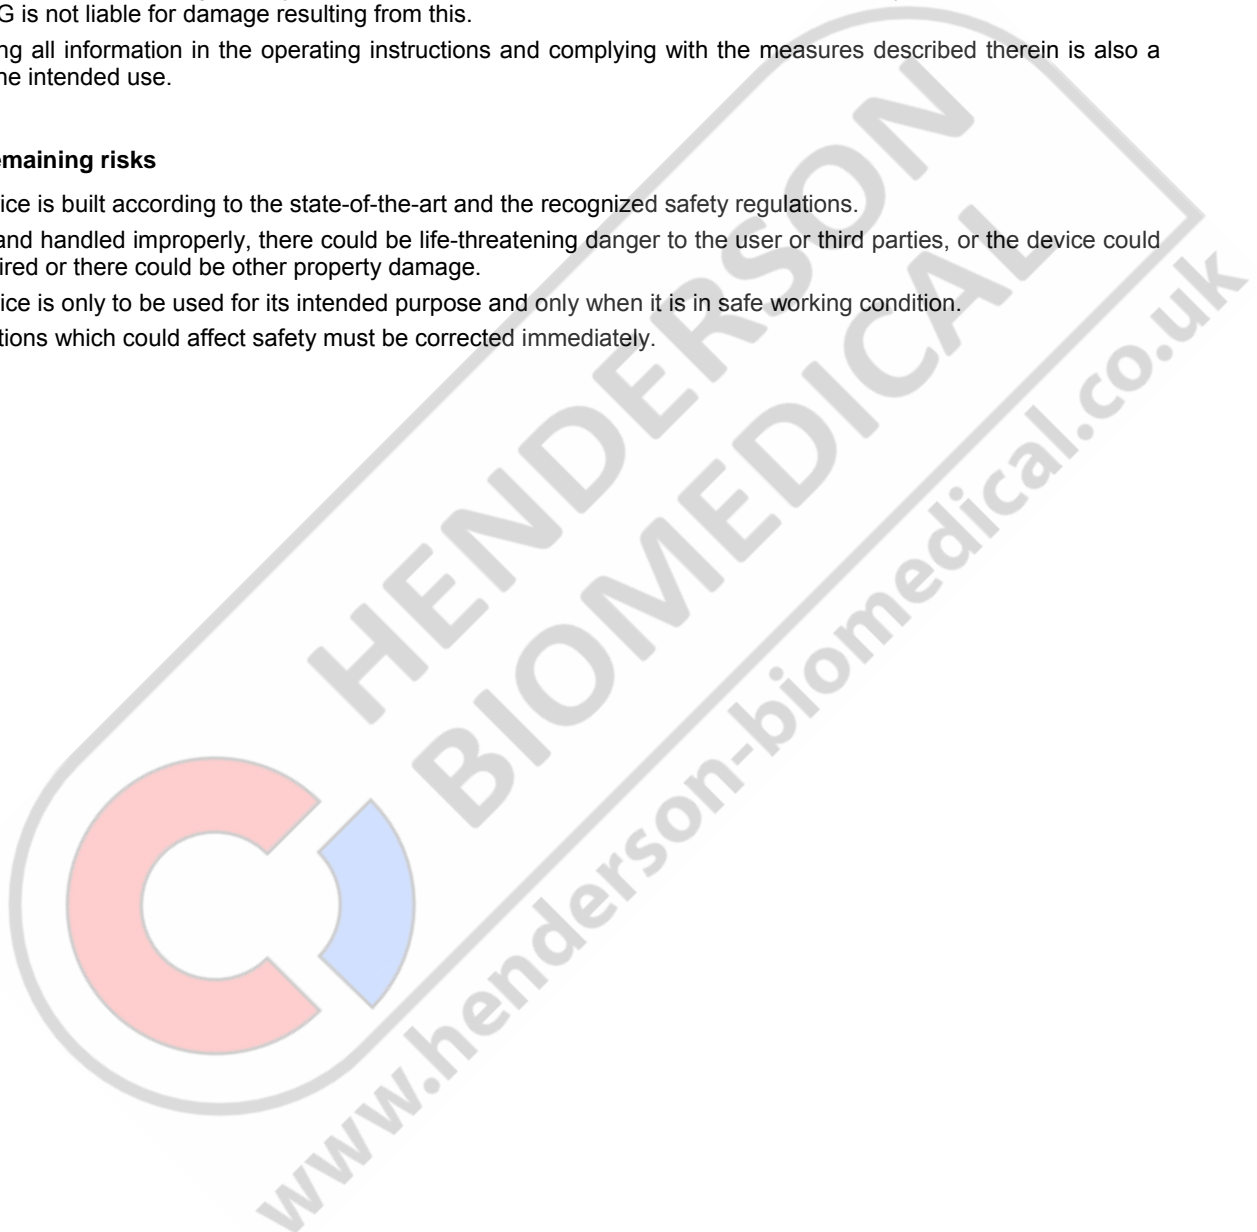 G is not liable for damage resulting from this.
ng all information in the operating instructions and complying with the measures described therein is also a
he intended use.
emaining risks
ice is built according to the state-of-the-art and the recognized safety regulations.
and handled improperly, there could be life-threatening danger to the user or third parties, or the device could
ired or there could be other property damage.
ice is only to be used for its intended purpose and only when it is in safe working condition.
tions which could affect safety must be corrected immediately.
HENDERSON
BIOMEDICAL
www.henderson-biomedical.co.uk